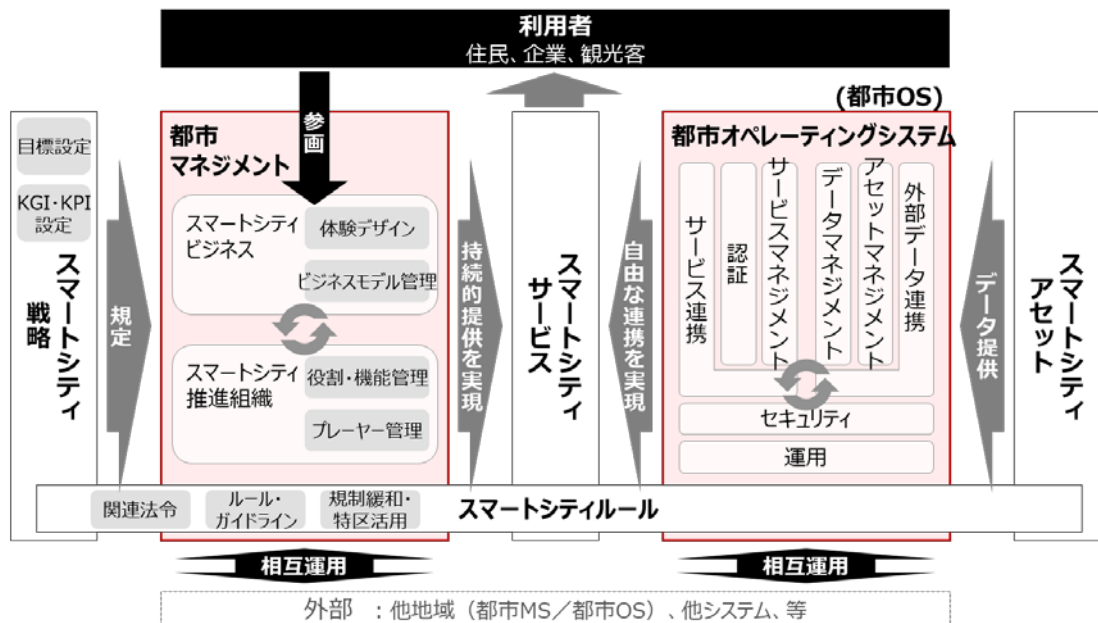 利用者
住民、企業、観光客
(都市OS)
目標設定
KGI・KPI
設定
スマートシティ
戦略
規定
参画
都市
マネジメント
スマートシティ
ビジネス
体験デザイン
ビジネスモデル管理
スマートシティ
推進組織
役割・機能管理
プレーヤー管理
持続的提供を実現
スマートシティ
サービス
自由な連携を実現
都市オペレーティングシステム
サービス連携
認証
サービスマネジメント
データマネジメント
アセットマネジメント
外部データ連携
セキュリティ
運用
データ提供
スマートシティ
アセット
関連法令
ルール・
ガイドライン
規制緩和・
特区活用
スマートシティルール
相互運用
相互運用
外部 : 他地域（都市MS／都市OS）、他システム、等